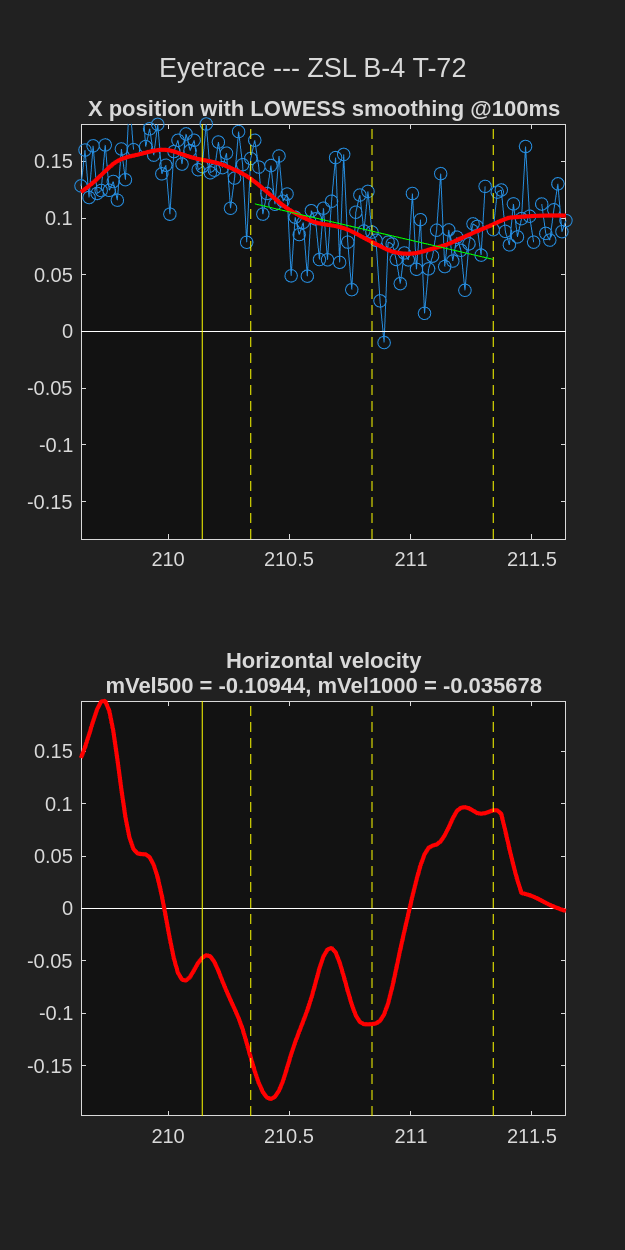 Eyetrace --- ZSL B-4 T-72
X position with LOWESS smoothing @100ms
0.15
0.1
0.05
0
-0.05
-0.1
-0.15
210 210.5 211 211.5
Horizontal velocity
mVel500 = -0.10944, mVel1000 = -0.035678
0.15
0.1
0.05
0
-0.05
-0.1
-0.15
210 210.5 211 211.5